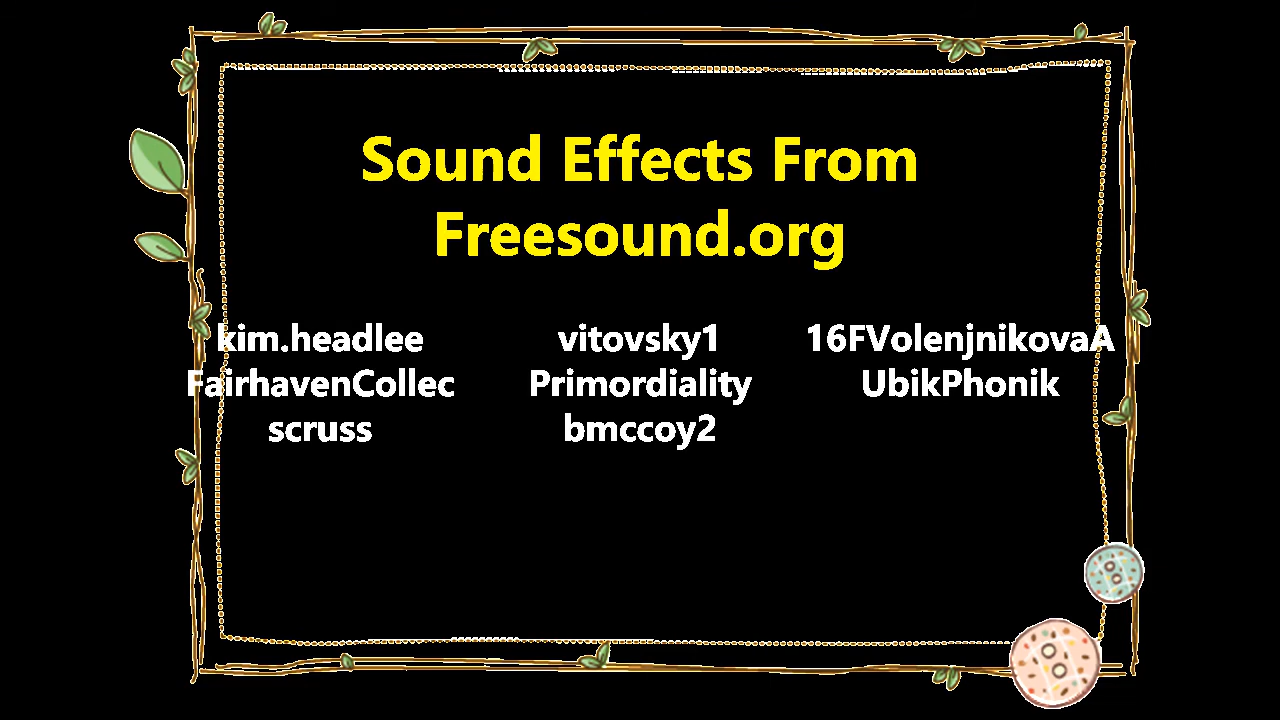 Sound Effects From
Freesound.org
kim.headlee
vitovsky1
16FVolenjnikovaA
FairhavenCollec
Primordiality
UbikPhonik
scruss
bmccoy2